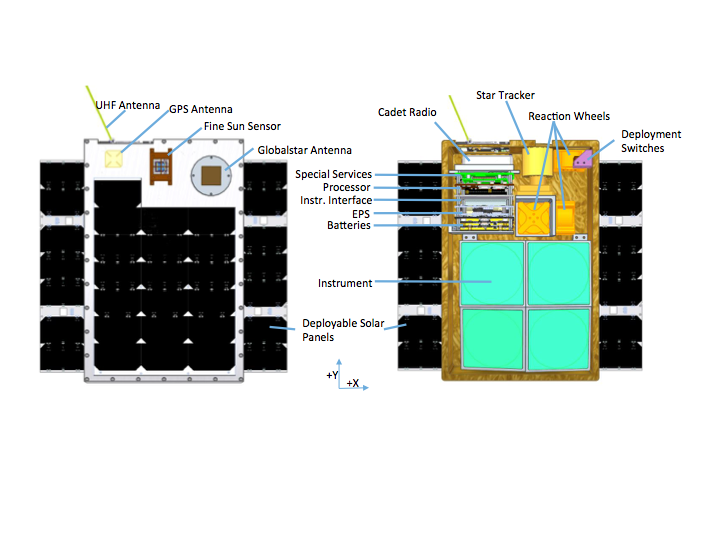 UHF Antenna
GPS Antenna
Fine Sun Sensor
Globalstar Antenna
Star Tracker
Cadet Radio
Reaction Wheels
Deployment
Switches
Special Services
Processor
Instr. Interface
EPS
Batteries
Instrument
Deployable Solar
Panels
+Y
+X